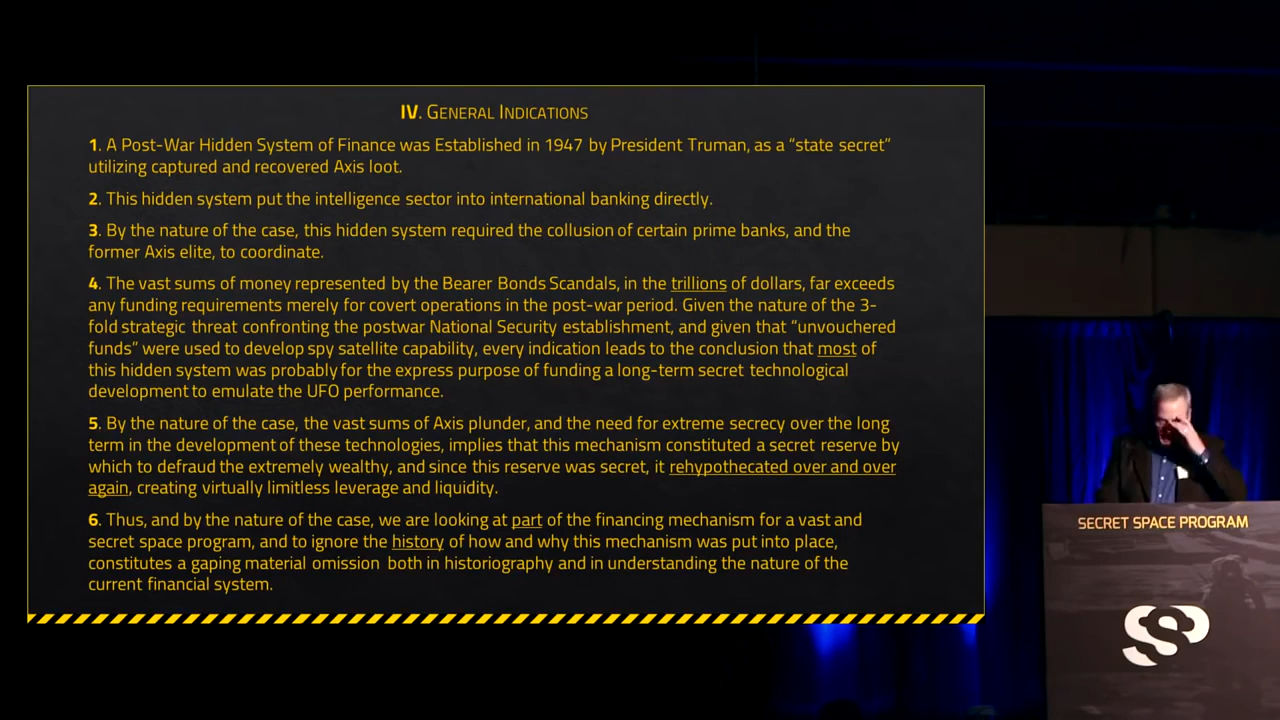 IV. GENERAL INDICATIONS
1. A Post-War Hidden System of Finance was Established in 1947 by President Truman, as a “state secret”
utilizing captured and recovered Axis loot.
2. This hidden system put the intelligence sector into international banking directly.
3. By the nature of the case, this hidden system required the collusion of certain prime banks, and the
former Axis elite, to coordinate.
4. The vast sums of money represented by the Bearer Bonds Scandals, in the trillions of dollars, far exceeds
any funding requirements merely for covert operations in the post-war period. Given the nature of the 3-
fold strategic threat confronting the postwar National Security establishment, and given that “unvouchered
funds” were used to develop spy satellite capability, every indication leads to the conclusion that most of
this hidden system was probably for the express purpose of funding a long-term secret technological
development to emulate the UFO performance.
5. By the nature of the case, the vast sums of Axis plunder, and the need for extreme secrecy over the long
term in the development of these technologies, implies that this mechanism constituted a secret reserve by
which to defraud the extremely wealthy, and since this reserve was secret, it rehypothecated over and over
again, creating virtually limitless leverage and liquidity.
6. Thus, and by the nature of the case, we are looking at part of the financing mechanism for a vast and
secret space program, and to ignore the history of how and why this mechanism was put into place,
constitutes a gaping material omission both in historiography and in understanding the nature of the
current financial system.
SECRET SPACE PROGRAM
SSP